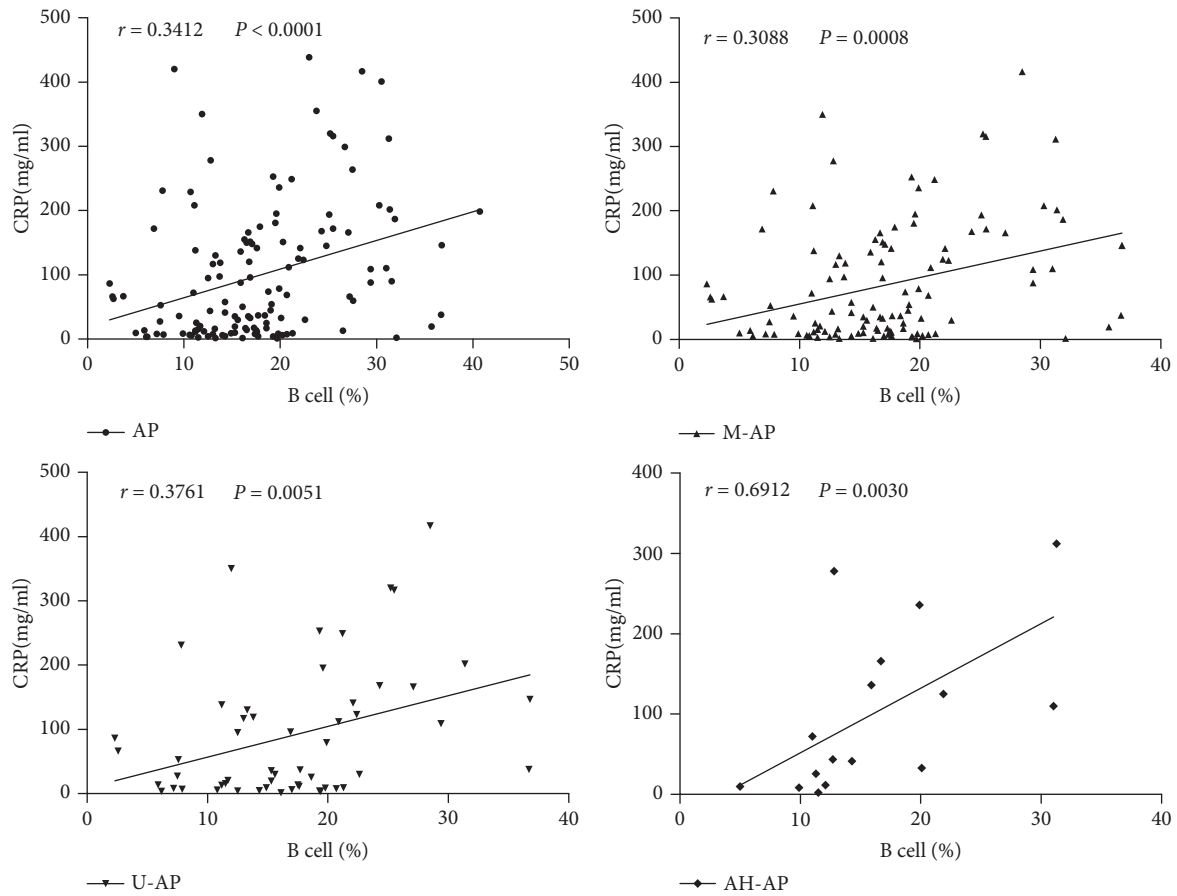 500
400
300
200
100
0
CRP(mg/ml)
r = 0.3412 P < 0.0001
0 10 20 30 40 50
B cell (%)
AP
500
400
300
200
100
0
CRP(mg/ml)
r = 0.3088 P = 0.0008
0 10 20 30 40
B cell (%)
M-AP
500
400
300
200
100
0
CRP(mg/ml)
r = 0.3761 P = 0.0051
0 10 20 30 40
B cell (%)
U-AP
400
300
200
100
0
CRP(mg/ml)
r = 0.6912 P = 0.0030
0 10 20 30 40
B cell (%)
AH-AP